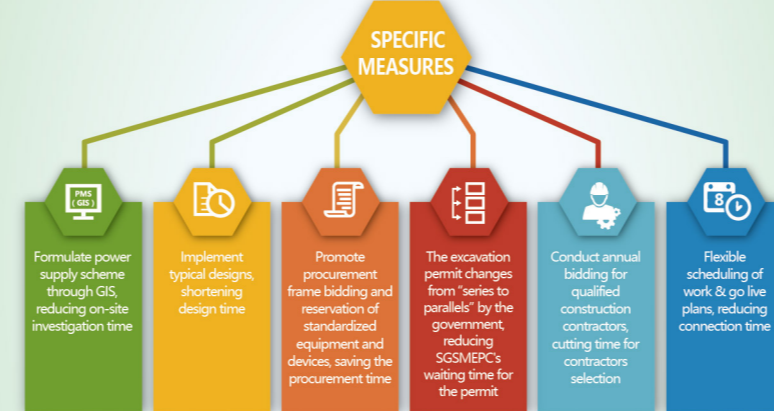 SPECIFIC
MEASURES
PMS
( GIS )
Formulate power
supply scheme
through GIS,
reducing on-site
investigation time
Implement
typical designs,
shortening
design time
Promote
procurement
frame bidding and
reservation of
standardized
equipment and
devices, saving the
procurement time
The excavation
permit changes
from "series to
parallels" by the
government,
reducing
SGSMEPC's
waiting time for
the permit
Conduct annual
bidding for
qualified
construction
contractors,
cutting time for
contractors
selection
8
Flexible
scheduling of
work & go live
plans, reducing
connection time